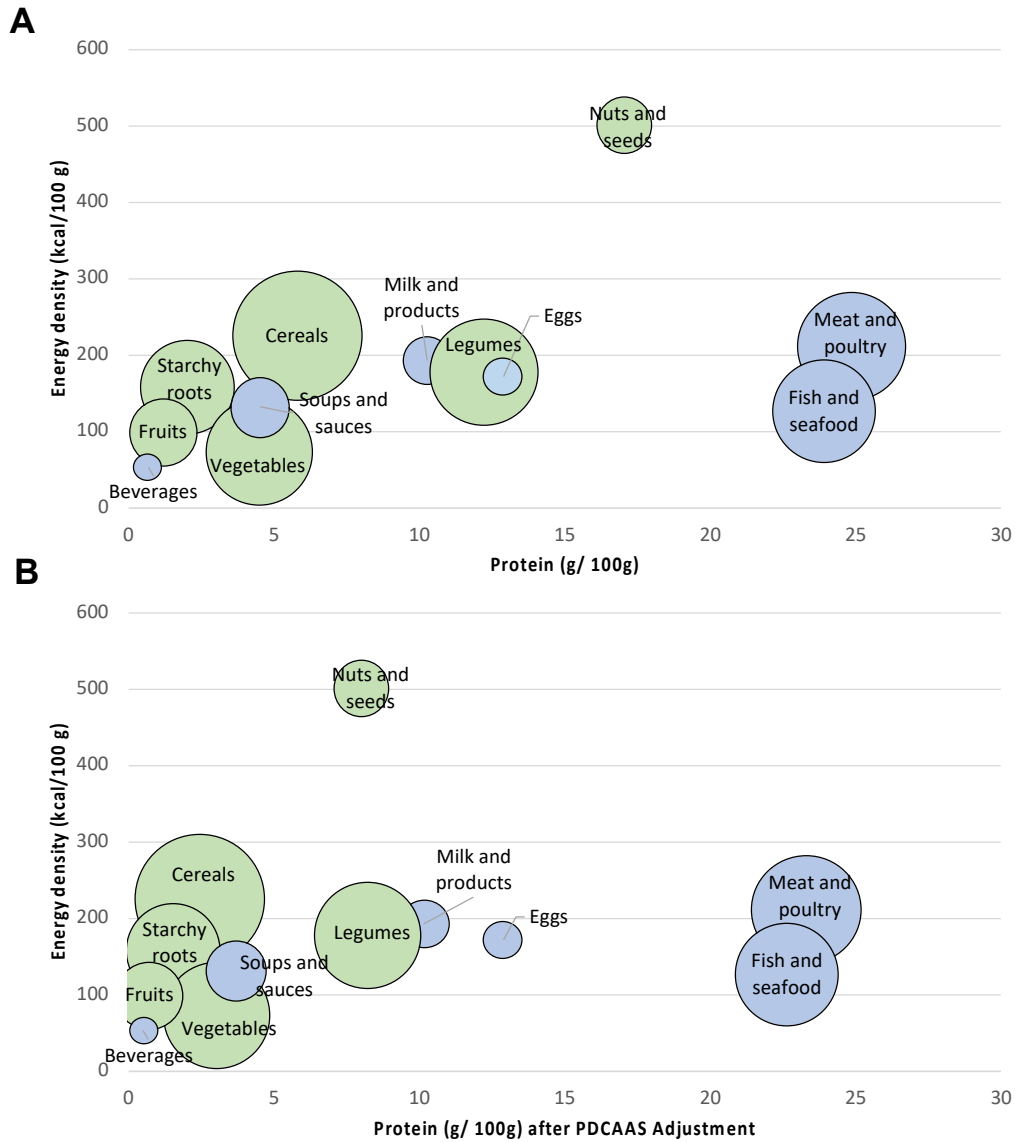 A
600
500
400
300
200
100
0
Energy density (kcal/100 g)
Nuts and
seeds
Milk and
products
Eggs
Cereals
Legumes
Meat and
poultry
Starchy
roots
Soups and
sauces
Fish and
seafood
Fruits
Vegetables
Beverages
0 5 10 15 20 25 30
Protein (g/ 100g)
B
600
500
400
300
200
100
0
Energy density (kcal/100 g)
Nuts and
seeds
Milk and
products
Cereals
Meat and
poultry
Eggs
Starchy
roots
Legumes
Soups and
sauces
Fish and
seafood
Fruits
Vegetables
Beverages
0 5 10 15 20 25 30
Protein (g/ 100g) after PDCAAS Adjustment